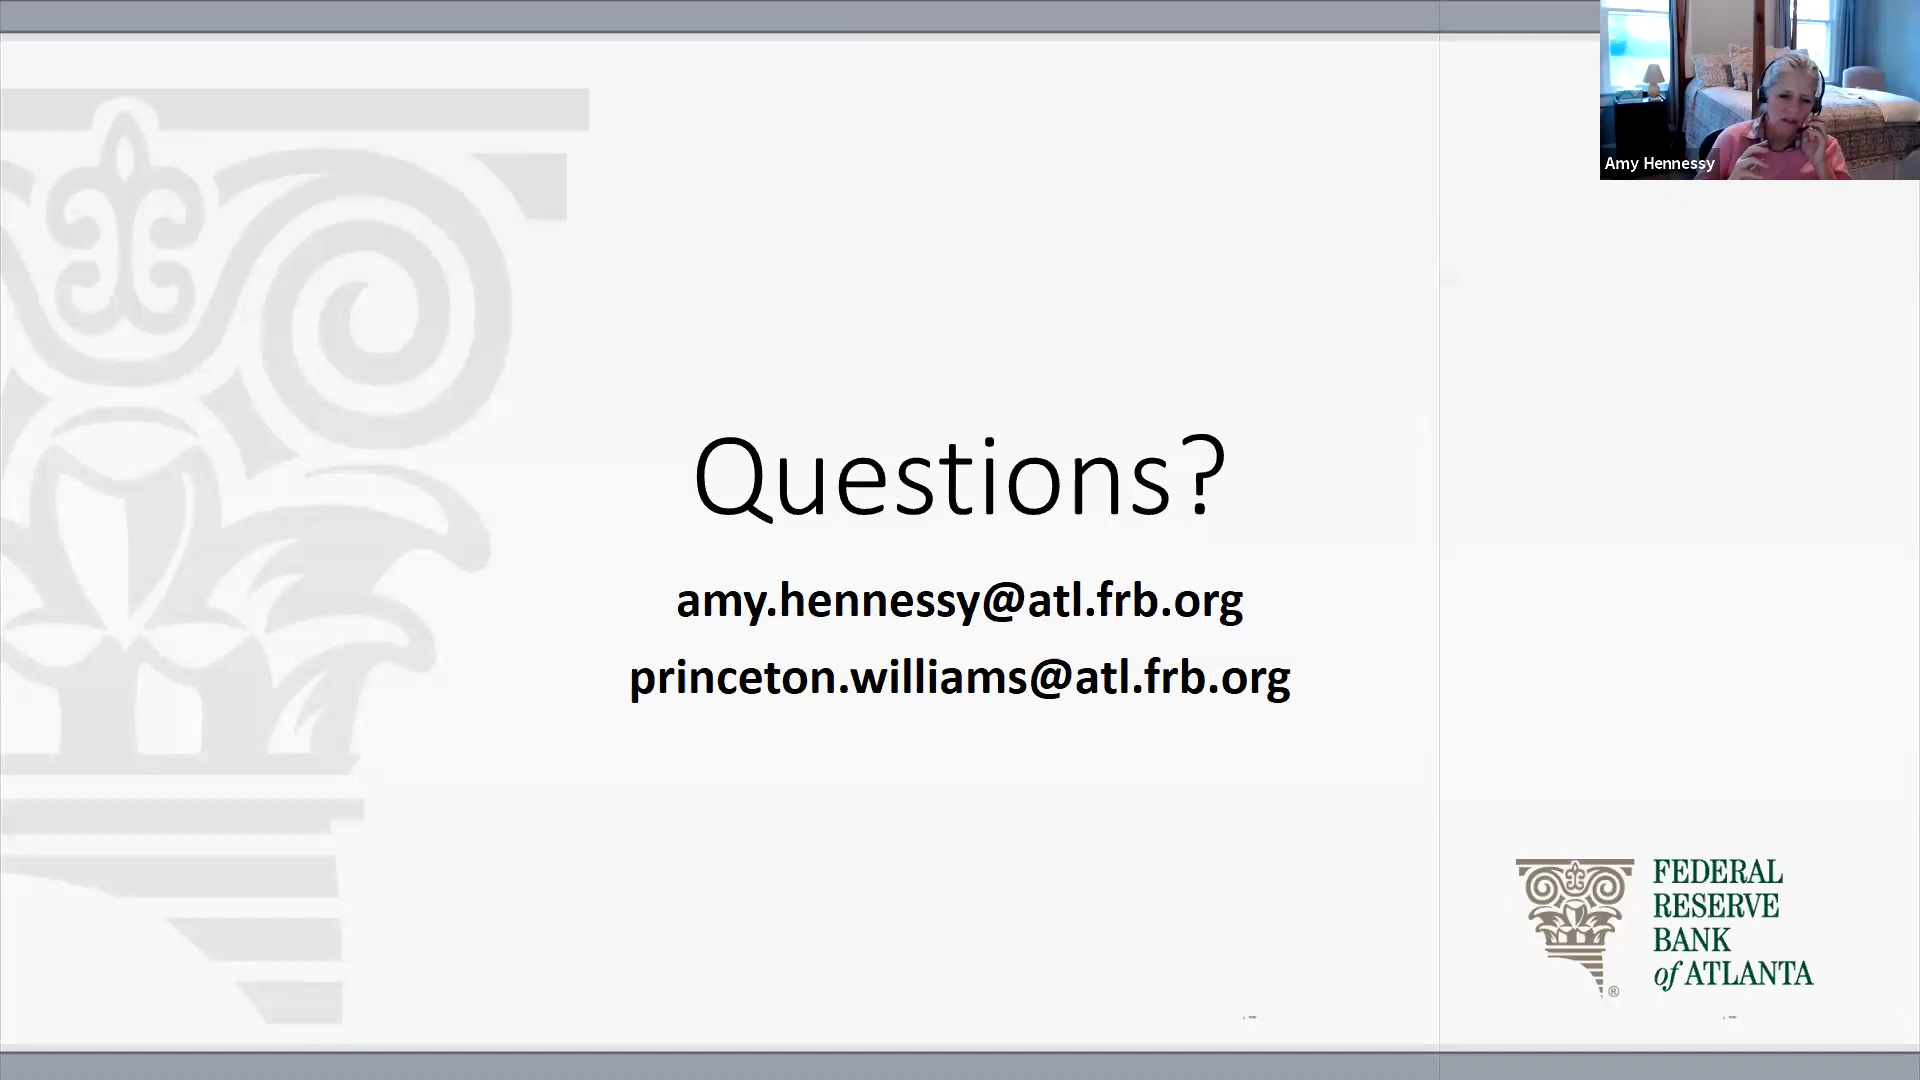 Amy Hennessy
Questions?
amy.hennessy@atl.frb.org
princeton.williams@atl.frb.org
FEDERAL
RESERVE
BANK
of ATLANTA
®